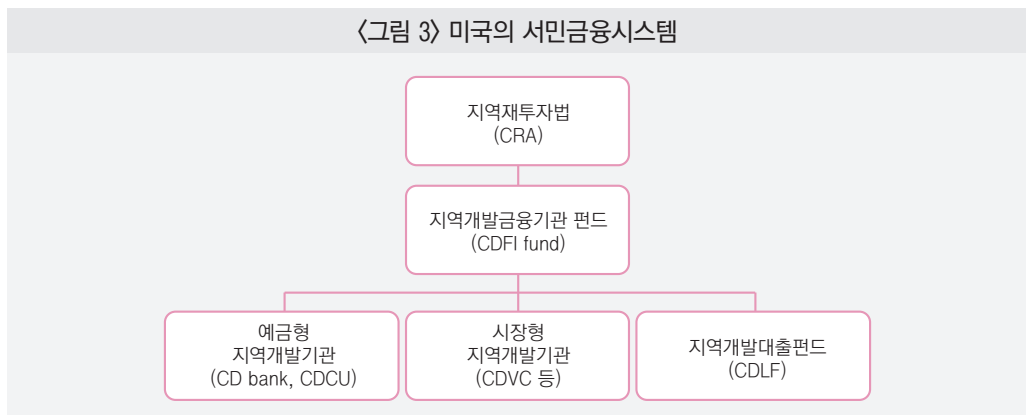 〈그림 3〉 미국의 서민금융시스템
지역재투자법
(CRA)
지역개발금융기관 펀드
(CDFI fund)
예금형
지역개발기관
(CD bank, CDCU)
시장형
지역개발기관
(CDVC 등)
지역개발대출펀드
(CDLF)